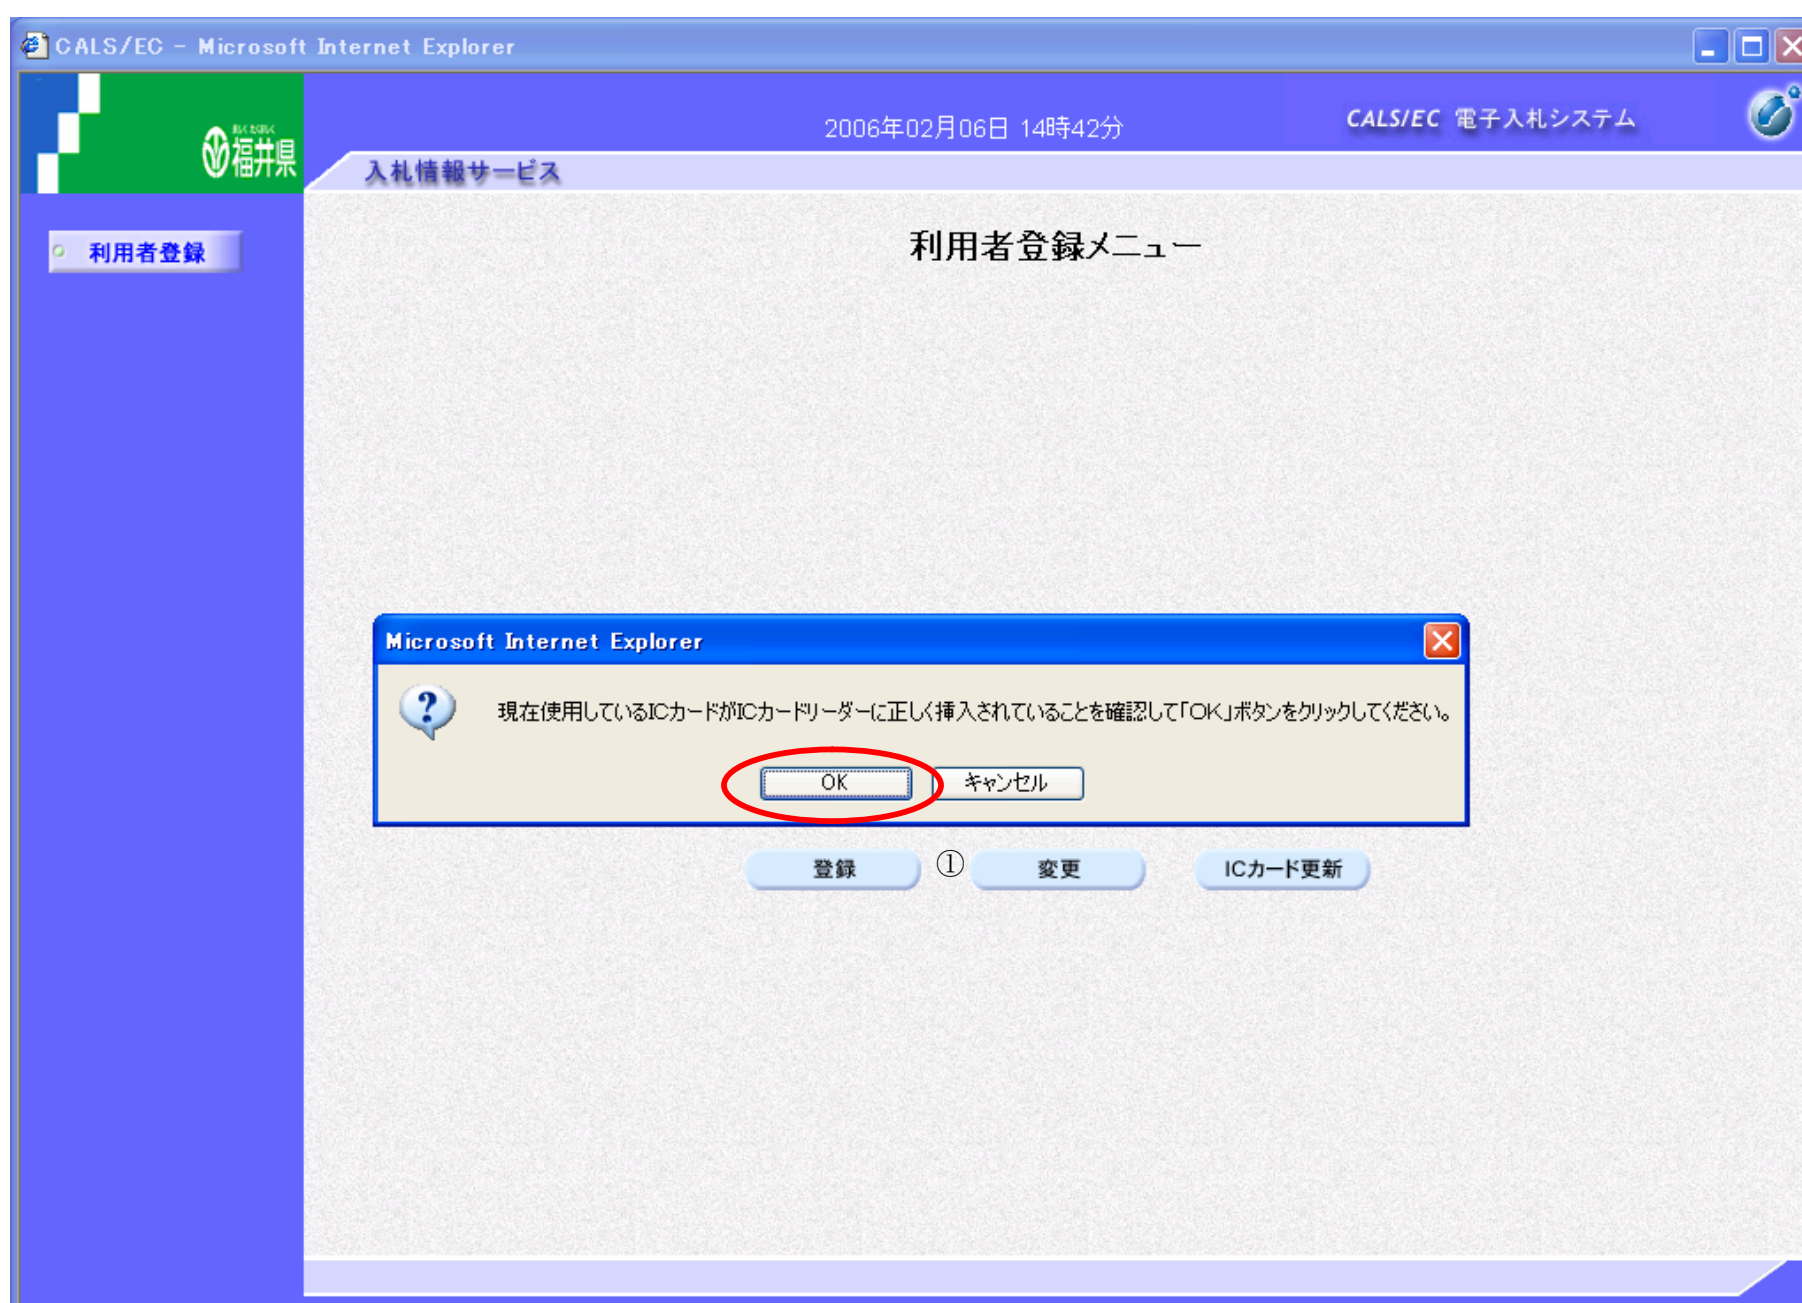 CALS/EC - Microsoft Internet Explorer
福井県
2006年02月06日 14時42分
CALS/EC 電子入札システム
入札情報サービス
利用者登録
利用者登録メニュー
Microsoft Internet Explorer
現在使用しているICカードがICカードリーダーに正しく挿入されていることを確認して「OK」ボタンをクリックしてください。
OK キャンセル
登録 ① 変更 ICカード更新